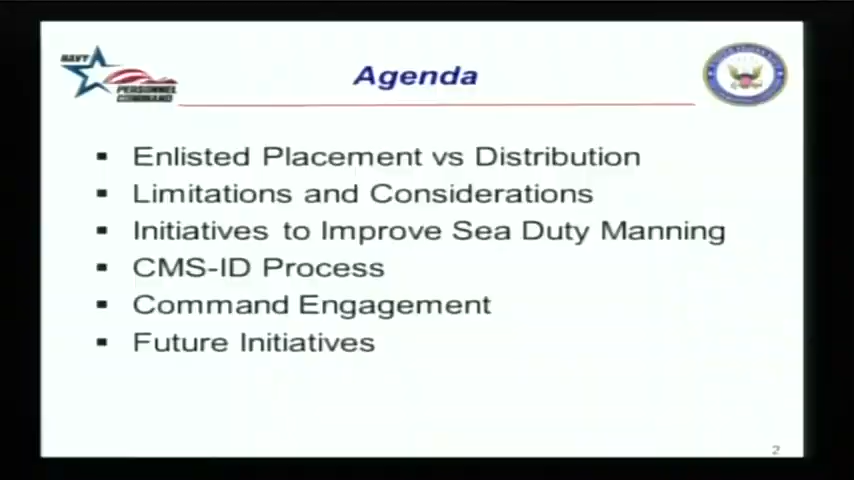 NAVY
PERSONNEL
COMMAND
Agenda
Enlisted Placement vs Distribution
Limitations and Considerations
Initiatives to Improve Sea Duty Manning
CMS-ID Process
Command Engagement
Future Initiatives
2